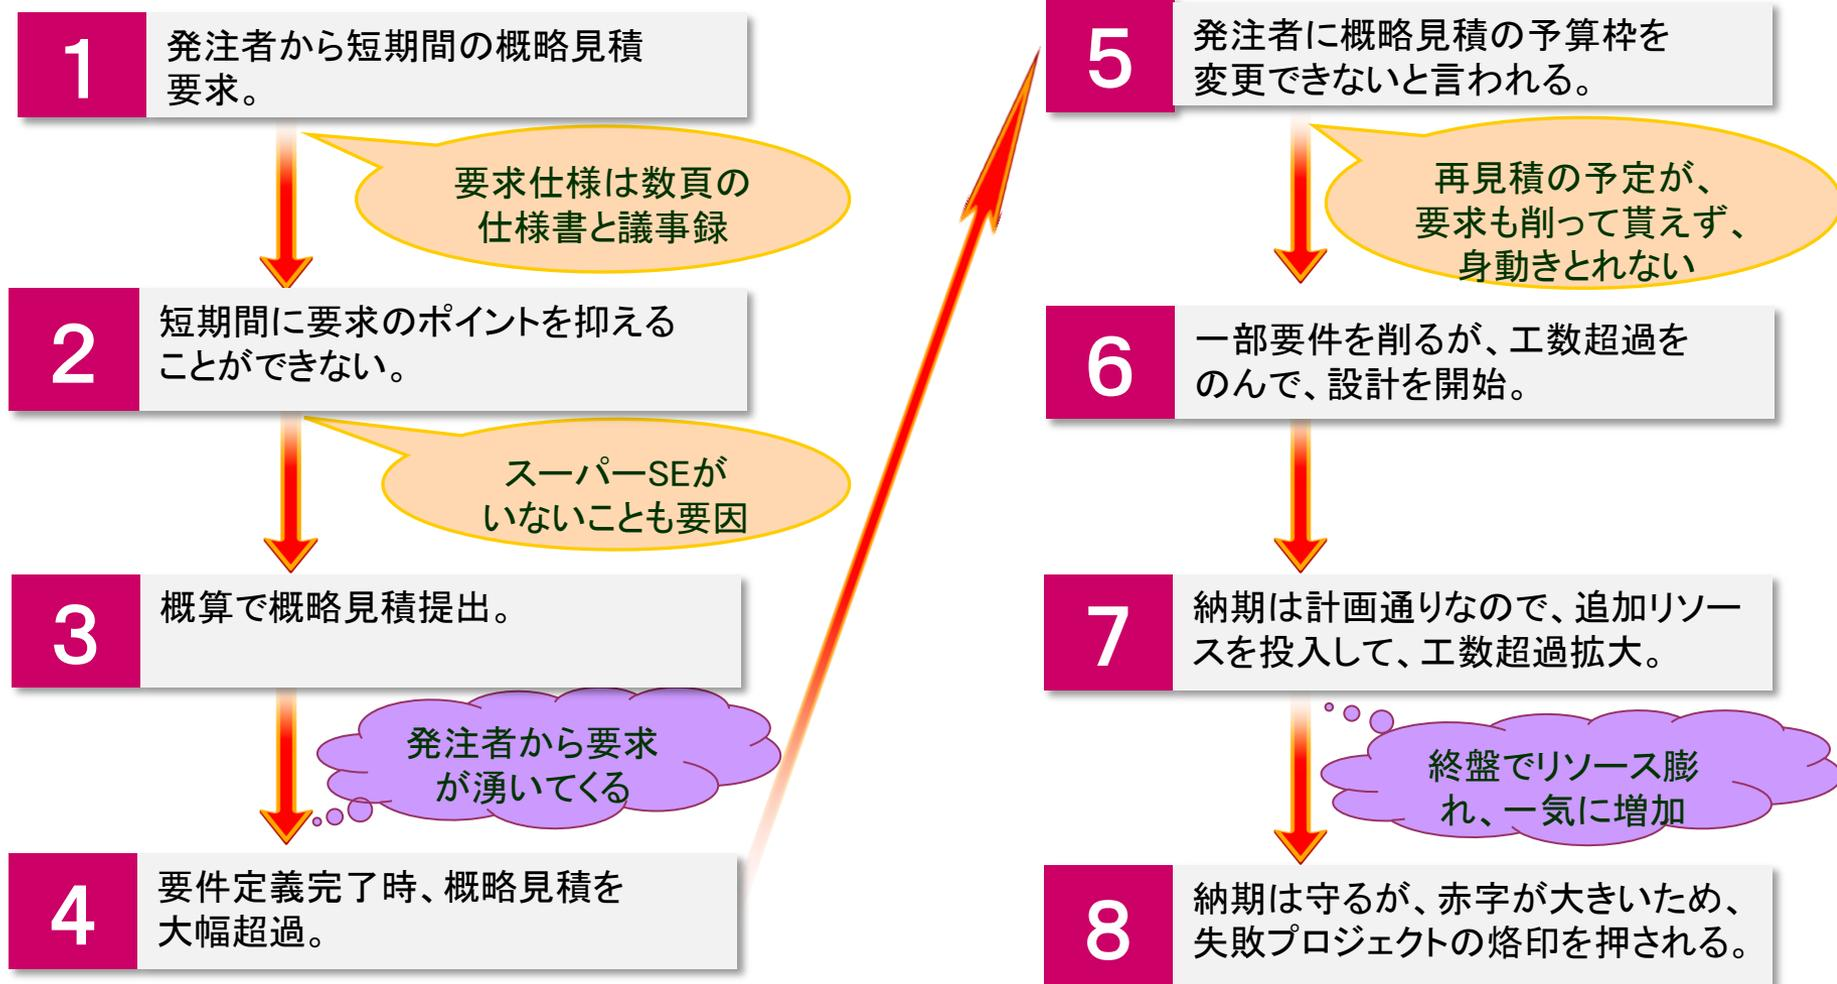 1
発注者から短期間の概略見積
要求。
要求仕様は数頁の
仕様書と議事録
2
短期間に要求のポイントを抑える
ことができない。
スーパーSEが
いないことも要因
3
概算で概略見積提出。
発注者から要求
が湧いてくる
4
要件定義完了時、概略見積を
大幅超過。
5
発注者に概略見積の予算枠を
変更できないと言われる。
再見積の予定が、
要求も削って貰えず、
身動きとれない
6
一部要件を削るが、工数超過を
のんで、設計を開始。
7
納期は計画通りなので、追加リソー
スを投入して、工数超過拡大。
終盤でリソース膨
れ、一気に増加
8
納期は守るが、赤字が大きいため、
失敗プロジェクトの烙印を押される。